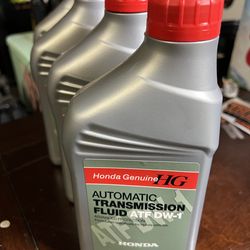 Honda Genuine HG
AUTOMATIC
TRANSMISSION
FLUID ATF DW-1
HONDA